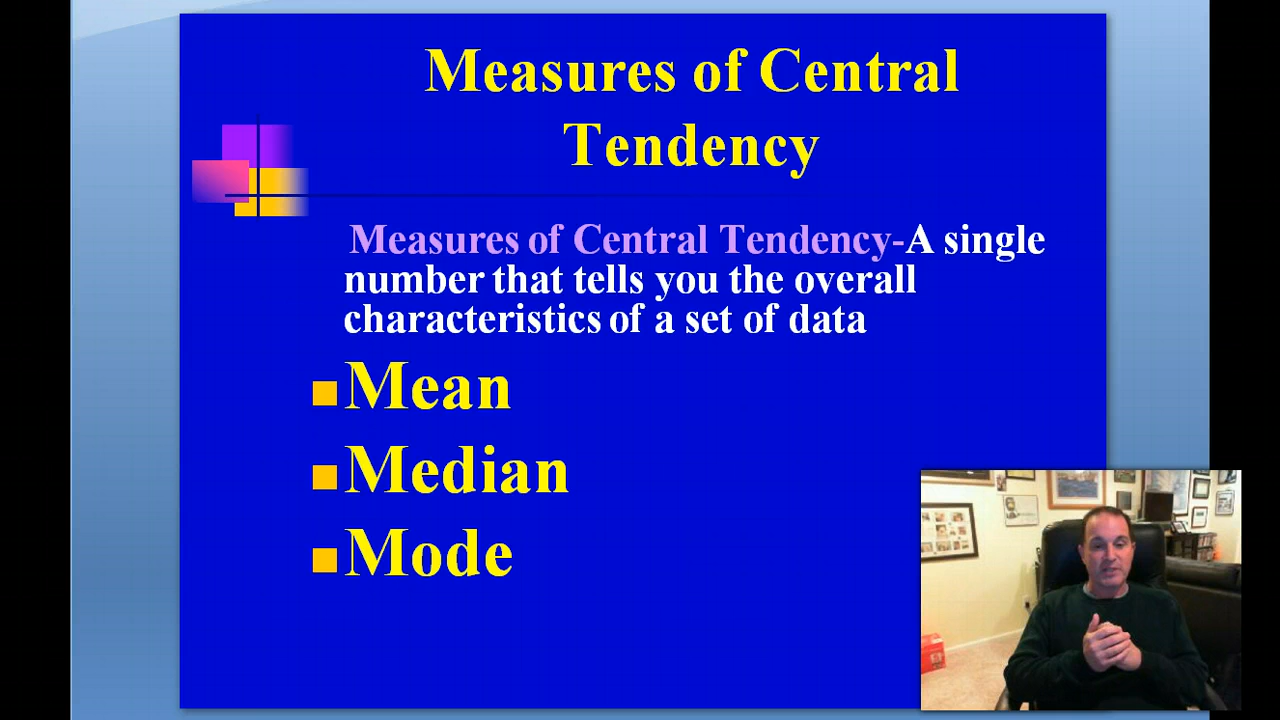 Measures of Central
Tendency
Measures of Central Tendency-A single
number that tells you the overall
characteristics of a set of data
Mean
Median
Mode